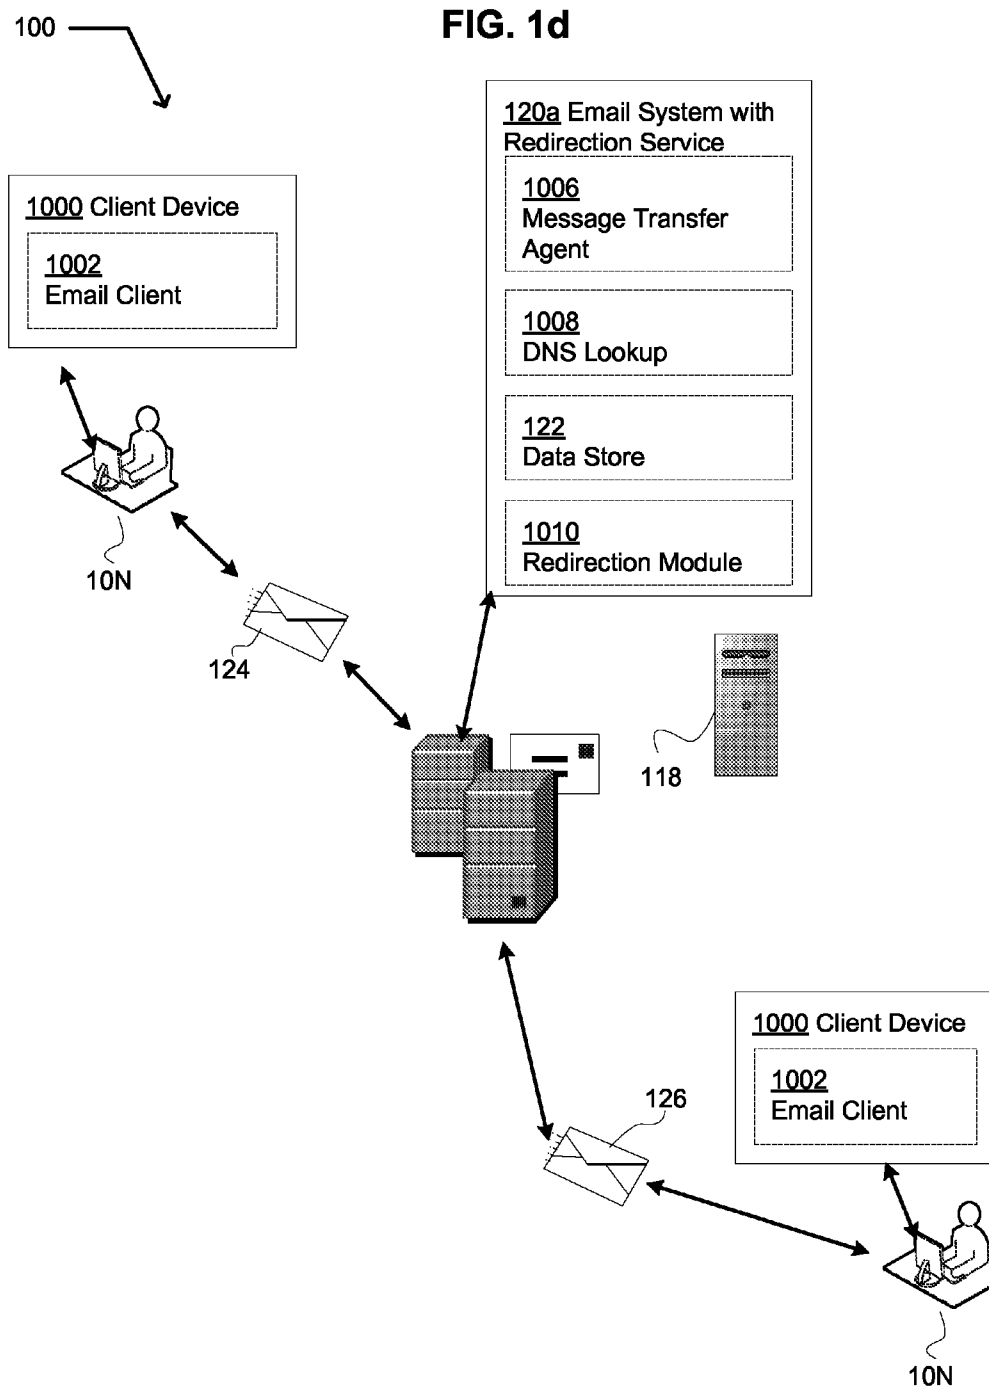 FIG. 1d
100
120a Email System with
Redirection Service
1006
Message Transfer
Agent
1008
DNS Lookup
122
Data Store
1010
Redirection Module
1000 Client Device
1002
Email Client
10N
124
118
1000 Client Device
1002
Email Client
126
10N